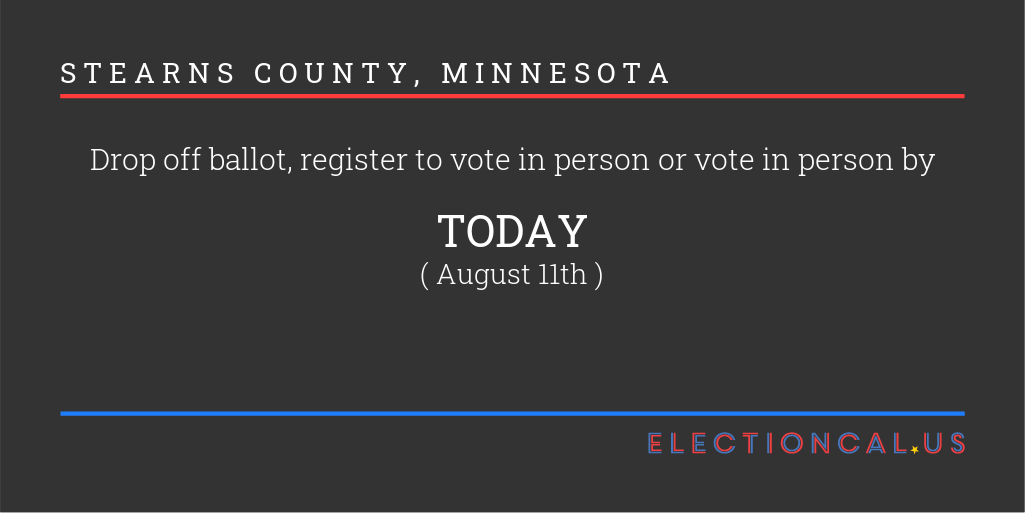 STEARNS COUNTY, MINNESOTA
Drop off ballot, register to vote in person or vote in person by
TODAY
( August 11th )
ELECTIONCAL.US